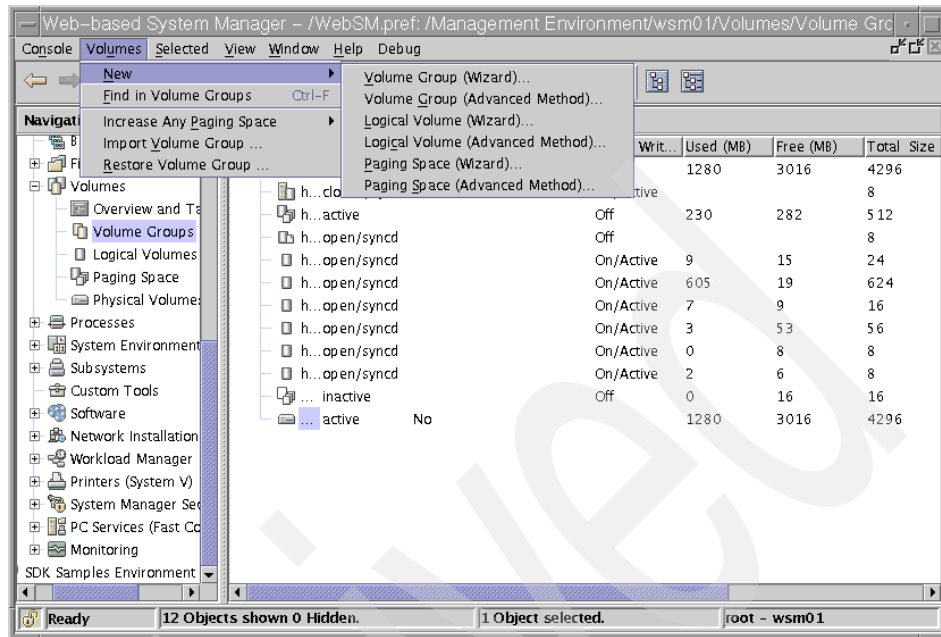 Web-based System Manager - /WebSM.pref: /Management Environment/wsm01/Volumes/Volume Grc
Console Volumes Selected View Window Help Debug
New
Find in Volume Groups Ctrl-F
Increase Any Paging Space
Import Volume Group ...
Restore Volume Group ...
Volume Group (Wizard)...
Volume Group (Advanced Method)...
Logical Volume (Wizard)...
Logical Volume (Advanced Method)...
Paging Space (Wizard)...
Paging Space (Advanced Method)...
Navigati
B
Fi
Volumes
Overview and Ta
Volume Groups
Logical Volumes
Paging Space
Physical Volumes
Processes
System Environment
Subsystems
Custom Tools
Software
Network Installation
Workload Manager
Printers (System V)
System Manager Sec
PC Services (Fast Co
Monitoring
SDK Samples Environment
Writ... Used (MB) Free (MB) Total Size
1280 3016 4296
h...clo tive 8
h...active Off 230 282 512
h...open/syncd Off 8
h...open/syncd On/Active 9 15 24
h...open/syncd On/Active 605 19 624
h...open/syncd On/Active 7 9 16
h...open/syncd On/Active 3 53 56
h...open/syncd On/Active 0 8 8
h...open/syncd On/Active 2 6 8
... inactive Off 0 16 16
... active No 1280 3016 4296
Ready 12 Objects shown 0 Hidden. 1 Object selected. root - wsm01